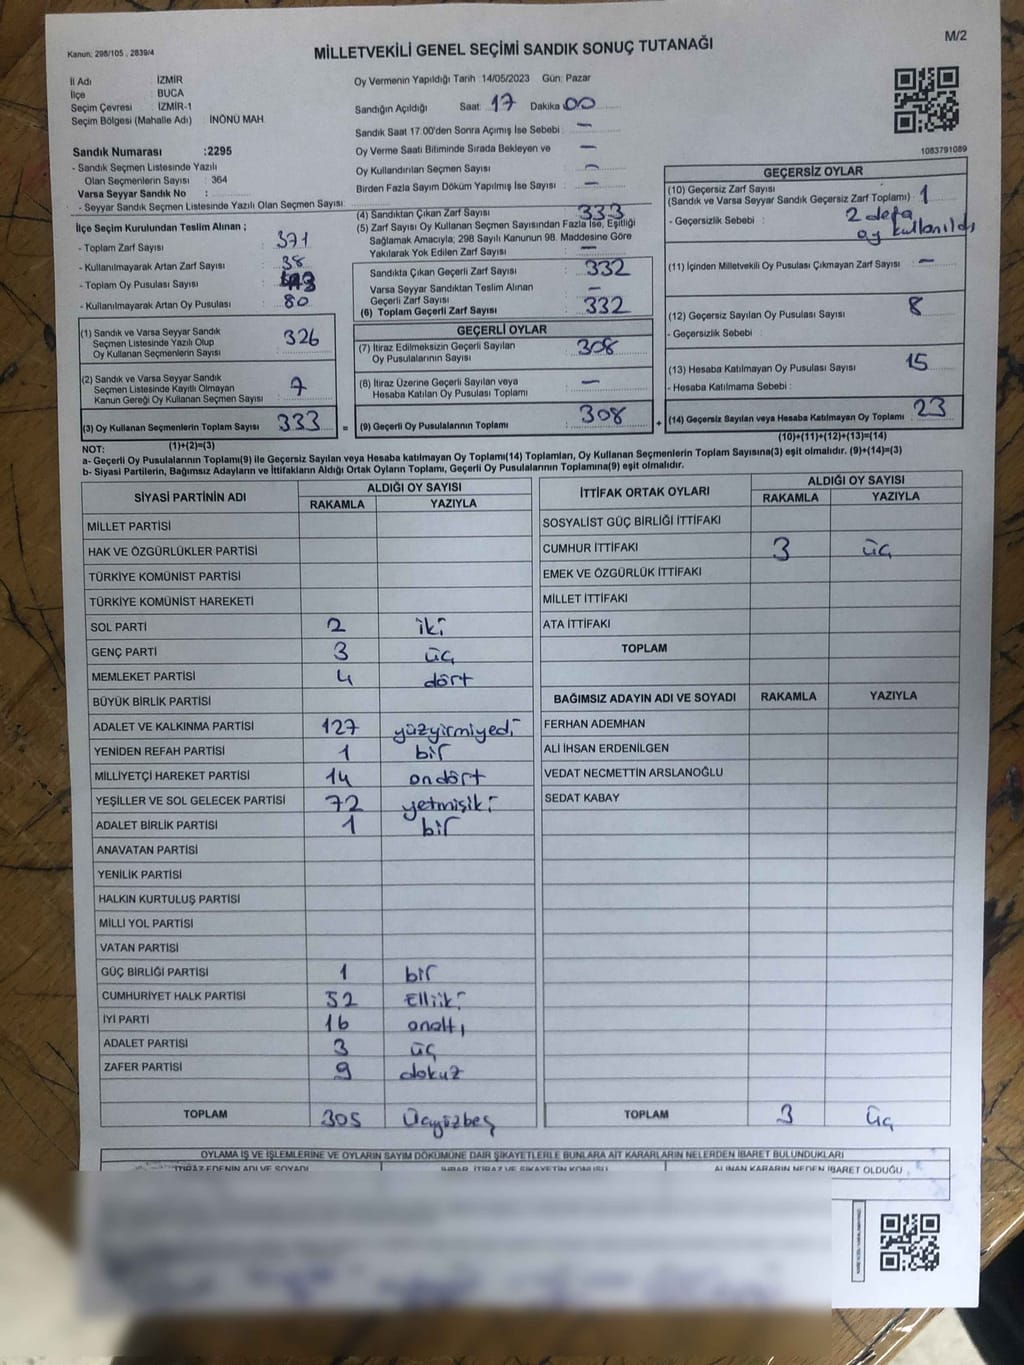 Kanun: 298/105 , 2839/4
MİLLETVEKİLİ GENEL SEÇİMİ SANDIK SONUÇ TUTANAĞI
M/2
İl Adı İZMİR
İlçe BUCA
Seçim Çevresi İZMİR-1
Seçim Bölgesi (Mahalle Adı) İNÖNÜ MAH
Sandık Numarası :2295
- Sandık Seçmen Listesinde Yazılı
Olan Seçmenlerin Sayısı : 364
Varsa Seyyar Sandık No :
- Seyyar Sandık Seçmen Listesinde Yazılı Olan Seçmen Sayısı:
Oy Vermenin Yapıldığı Tarih :14/05/2023 Gün: Pazar
Sandığın Açıldığı Saat: 17 Dakika 00
Sandık Saat 17.00'den Sonra Açımış İse Sebebi : -
Oy Verme Saati Bitiminde Sırada Bekleyen ve
Oy Kullandırılan Seçmen Sayısı : -
Birden Fazla Sayım Döküm Yapılmış İse Sayısı : -
1083791089
İlçe Seçim Kurulundan Teslim Alınan ;
- Toplam Zarf Sayısı : 371
- Kullanılmayarak Artan Zarf Sayısı : 38
- Toplam Oy Pusulası Sayısı :
- Kullanılmayarak Artan Oy Pusulası : 80
(1) Sandık ve Varsa Seyyar Sandık
Seçmen Listesinde Yazılı Olup
Oy Kullanan Seçmenlerin Sayısı : 326
(2) Sandık ve Varsa Seyyar Sandık
Seçmen Listesinde Kayıtlı Olmayan
Kanun Gereği Oy Kullanan Seçmen Sayısı : 7
(3) Oy Kullanan Seçmenlerin Toplam Sayısı : 333 =
(1)+(2)=(3)
(4) Sandıktan Çıkan Zarf Sayısı : 333
(5) Zarf Sayısı Oy Kullanan Seçmen Sayısından Fazla İse, Eşitliği
Sağlamak Amacıyla; 298 Sayılı Kanunun 98. Maddesine Göre
Yakılarak Yok Edilen Zarf Sayısı : -
Sandıkta Çıkan Geçerli Zarf Sayısı : 332
Varsa Seyyar Sandıktan Teslim Alınan
Geçerli Zarf Sayısı : -
(6) Toplam Geçerli Zarf Sayısı : 332
GEÇERLİ OYLAR
(7) İtiraz Edilmeksizin Geçerli Sayılan
Oy Pusulalarının Sayısı : 308
(8) İtiraz Üzerine Geçerli Sayılan veya
Hesaba Katılan Oy Pusulası Toplamı : -
(9) Geçerli Oy Pusulalarının Toplamı : 308 +
GEÇERSİZ OYLAR
(10) Geçersiz Zarf Sayısı
(Sandık ve Varsa Seyyar Sandık Geçersiz Zarf Toplamı) : 1
- Geçersizlik Sebebi : 2 defa
oy kullanıldı
(11) İçinden Milletvekili Oy Pusulası Çıkmayan Zarf Sayısı : -
(12) Geçersiz Sayılan Oy Pusulası Sayısı : 8
- Geçersizlik Sebebi :
(13) Hesaba Katılmayan Oy Pusulası Sayısı : 15
- Hesaba Katılmama Sebebi :
(14) Geçersiz Sayılan veya Hesaba Katılmayan Oy Toplamı : 23
(10)+(11)+(12)+(13)=(14)
NOT:
a- Geçerli Oy Pusulalarının Toplamı(9) ile Geçersiz Sayılan veya Hesaba katılmayan Oy Toplamı(14) Toplamları, Oy Kullanan Seçmenlerin Toplam Sayısına(3) eşit olmalıdır. (9)+(14)=(3)
b- Siyasi Partilerin, Bağımsız Adayların ve İttifakların Aldığı Ortak Oyların Toplamı, Geçerli Oy Pusulalarının Toplamına(9) eşit olmalıdır.
SİYASİ PARTİNİN ADI ALDIĞI OY SAYISI
RAKAMLA YAZIYLA
MİLLET PARTİSİ
HAK VE ÖZGÜRLÜKLER PARTİSİ
TÜRKİYE KOMÜNİST PARTİSİ
TÜRKİYE KOMÜNİST HAREKETİ
SOL PARTİ 2 iki
GENÇ PARTİ 3 üç
MEMLEKET PARTİSİ 4 dört
BÜYÜK BİRLİK PARTİSİ
ADALET VE KALKINMA PARTİSİ 127 yüzyirmiyedi
YENİDEN REFAH PARTİSİ 1 bir
MİLLİYETÇİ HAREKET PARTİSİ 14 ondört
YEŞİLLER VE SOL GELECEK PARTİSİ 72 yetmişiki
ADALET BİRLİK PARTİSİ 1 bir
ANAVATAN PARTİSİ
YENİLİK PARTİSİ
HALKIN KURTULUŞ PARTİSİ
MİLLİ YOL PARTİSİ
VATAN PARTİSİ
GÜÇ BİRLİĞİ PARTİSİ 1 bir
CUMHURİYET HALK PARTİSİ 52 Elliiki
İYİ PARTİ 16 onaltı
ADALET PARTİSİ 3 üç
ZAFER PARTİSİ 9 dokuz
TOPLAM 305 Üçyüzbeş
İTTİFAK ORTAK OYLARI ALDIĞI OY SAYISI
RAKAMLA YAZIYLA
SOSYALİST GÜÇ BİRLİĞİ İTTİFAKI
CUMHUR İTTİFAKI 3 üç
EMEK VE ÖZGÜRLÜK İTTİFAKI
MİLLET İTTİFAKI
ATA İTTİFAKI
TOPLAM
BAĞIMSIZ ADAYIN ADI VE SOYADI RAKAMLA YAZIYLA
FERHAN ADEMHAN
ALİ İHSAN ERDENİLGEN
VEDAT NECMETTİN ARSLANOĞLU
SEDAT KABAY
TOPLAM 3 Üç
OYLAMA İŞ VE İŞLEMLERİNE VE OYLARIN SAYIM DÖKÜMÜNE DAİR ŞİKAYETLERLE BUNLARA AİT KARARLARIN NELERDEN İBARET BULUNDUKLARI
İTİRAZ EDENİN ADI VE SOYADI İHBAR, İTİRAZ VE ŞİKAYETİN KONUSU ALINAN KARARIN NEDEN İBARET OLDUĞU